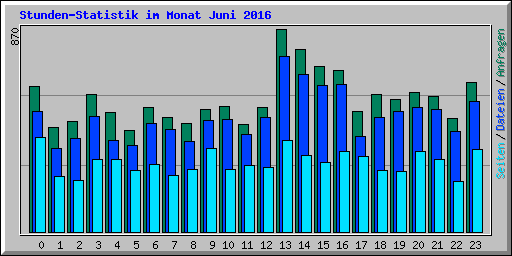 Stunden-Statistik im Monat Juni 2016
870
Seiten/Dateien/Anfragen
0 1 2 3 4 5 6 7 8 9 10 11 12 13 14 15 16 17 18 19 20 21 22 23